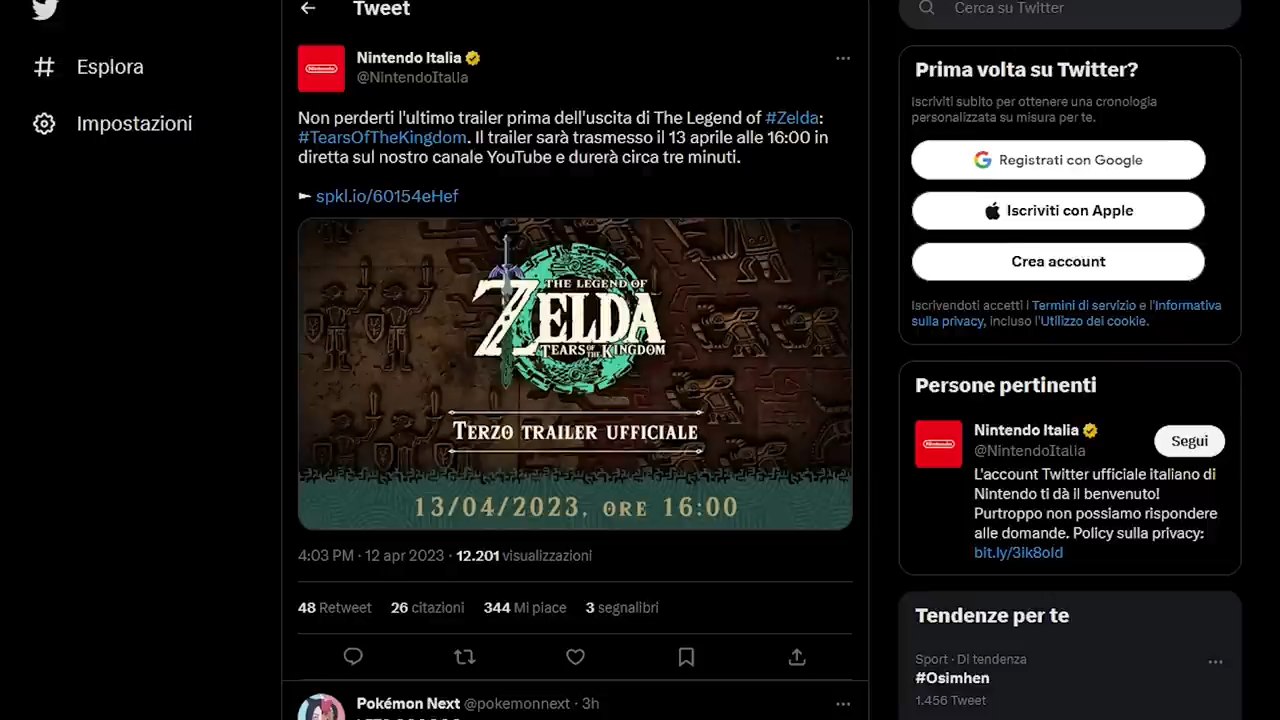 Tweet
Cerca su Twitter
Esplora
Impostazioni
Nintendo
Nintendo Italia
@NintendoItalia
Non perderti l'ultimo trailer prima dell'uscita di The Legend of #Zelda:
#TearsOfTheKingdom. Il trailer sarà trasmesso il 13 aprile alle 16:00 in
diretta sul nostro canale YouTube e durerà circa tre minuti.
► spkl.io/60154eHef
THE LEGEND OF
ZELDA
TEARS OF THE KINGDOM
TERZO TRAILER UFFICIALE
13/04/2023, ORE 16:00
4:03 PM · 12 apr 2023 · 12.201 visualizzazioni
48 Retweet 26 citazioni 344 Mi piace 3 segnalibri
Pokémon Next @pokemonnext · 3h
Prima volta su Twitter?
Iscriviti subito per ottenere una cronologia
personalizzata su misura per te.
Registrati con Google
Iscriviti con Apple
Crea account
Iscrivendoti accetti i Termini di servizio e l'Informativa
sulla privacy, incluso l'Utilizzo dei cookie.
Persone pertinenti
Nintendo
Nintendo Italia
@NintendoItalia
Segui
L'account Twitter ufficiale italiano di
Nintendo ti dà il benvenuto!
Purtroppo non possiamo rispondere
alle domande. Policy sulla privacy:
bit.ly/3ik8oId
Tendenze per te
Sport · Di tendenza
#Osimhen
1.456 Tweet